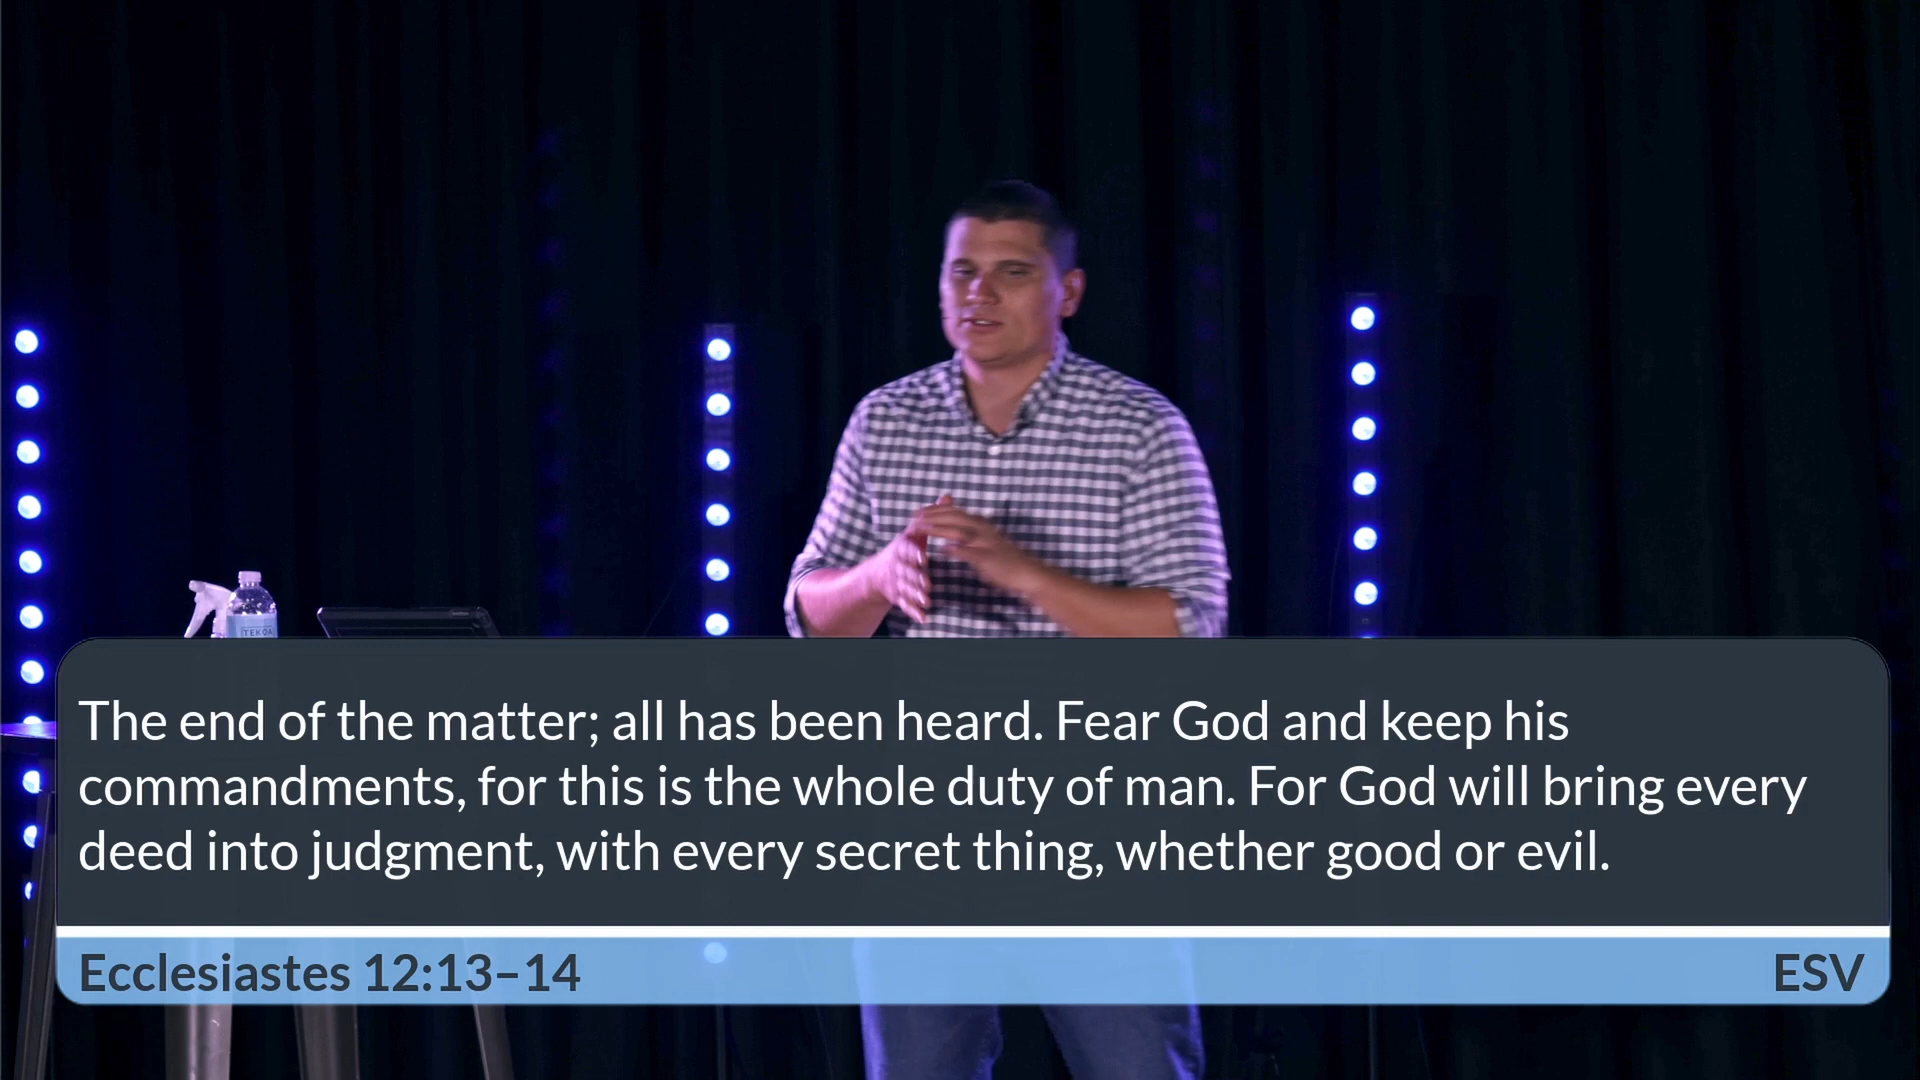 TEKOA
The end of the matter; all has been heard. Fear God and keep his
commandments, for this is the whole duty of man. For God will bring every
deed into judgment, with every secret thing, whether good or evil.
Ecclesiastes 12:13–14
ESV